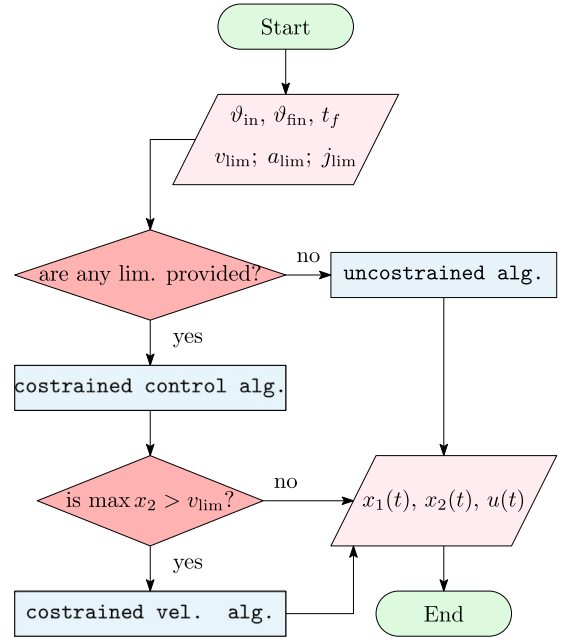 Start
ϑin, ϑfin, tf
vlim; alim; jlim
are any lim. provided?
no
uncostrained alg.
yes
costrained control alg.
is max x2 > vlim?
no
x1(t), x2(t), u(t)
yes
costrained vel. alg.
End